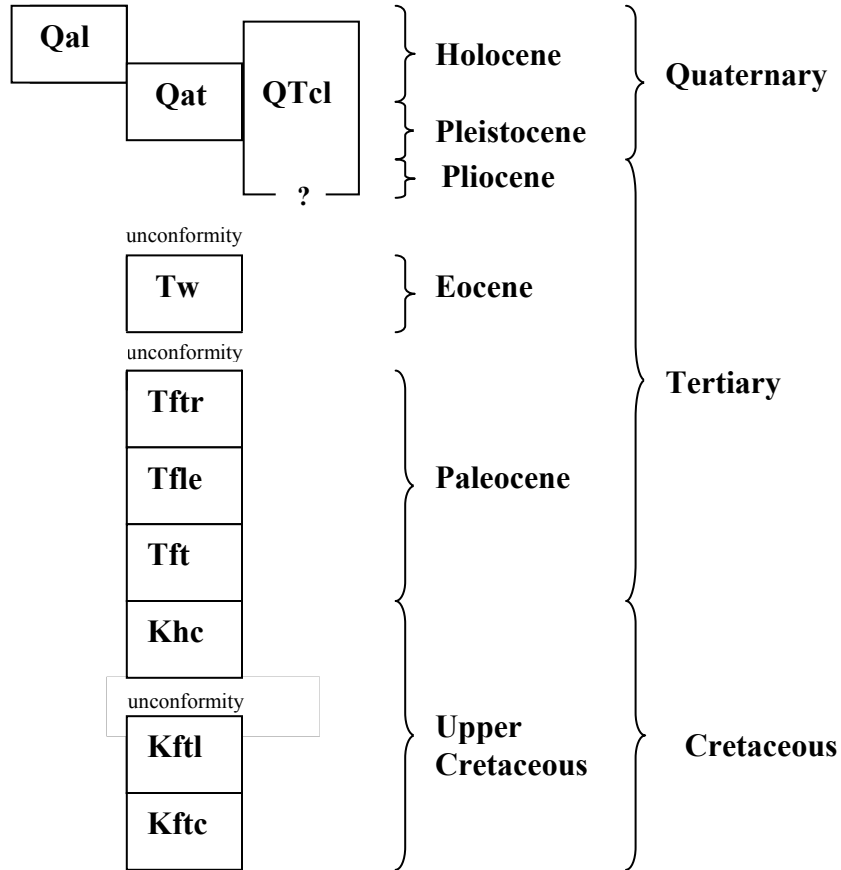 Qal
Qat
QTcl
?
Holocene
Pleistocene
Pliocene
Quaternary
unconformity
Tw
Eocene
unconformity
Tftr
Tfle
Tft
Paleocene
Tertiary
Khc
unconformity
Kftl
Kftc
Upper
Cretaceous
Cretaceous